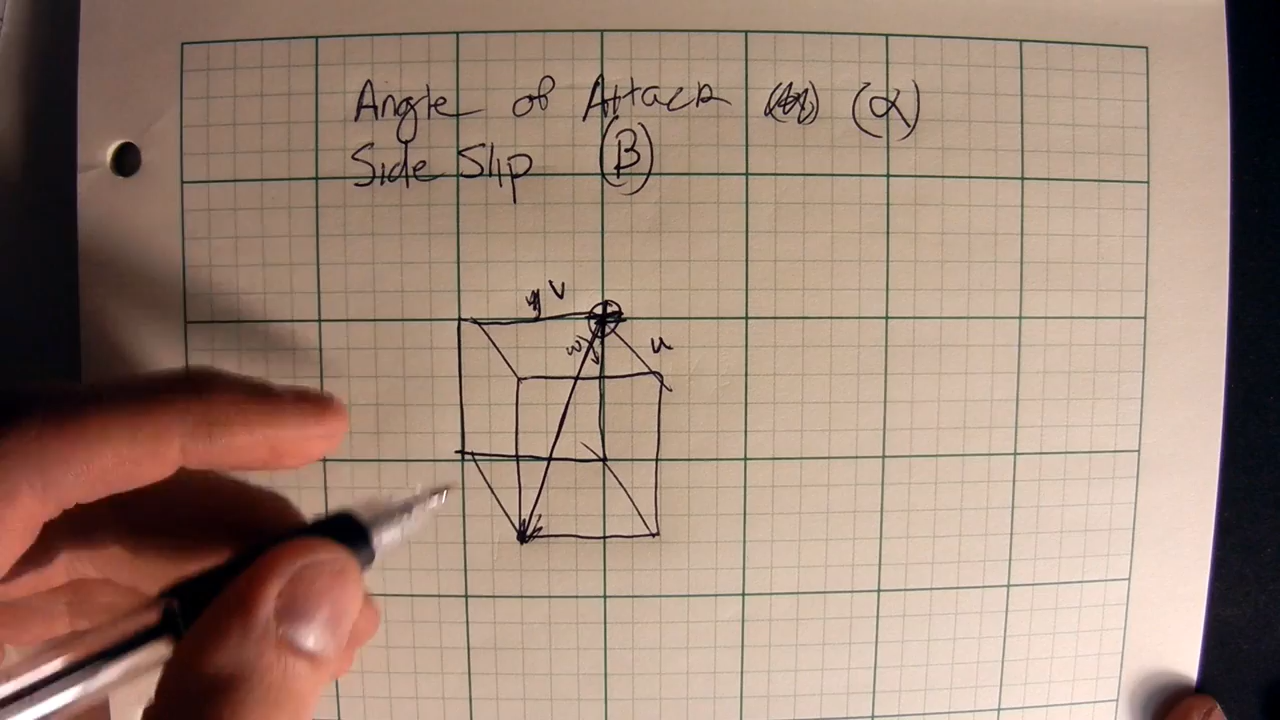 Angle of Attack (α)
Side Slip (β)
v
w
u